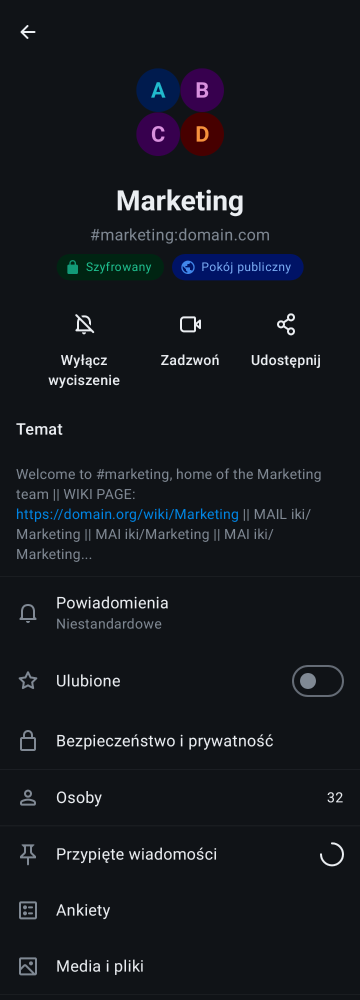 A B
C D
Marketing
#marketing:domain.com
Szyfrowany Pokój publiczny
Wyłącz wyciszenie
Zadzwoń
Udostępnij
Temat
Welcome to #marketing, home of the Marketing
team || WIKI PAGE:
https://domain.org/wiki/Marketing || MAIL iki/
Marketing || MAI iki/Marketing || MAI iki/
Marketing...
Powiadomienia
Niestandardowe
Ulubione
Bezpieczeństwo i prywatność
Osoby 32
Przypięte wiadomości
Ankiety
Media i pliki